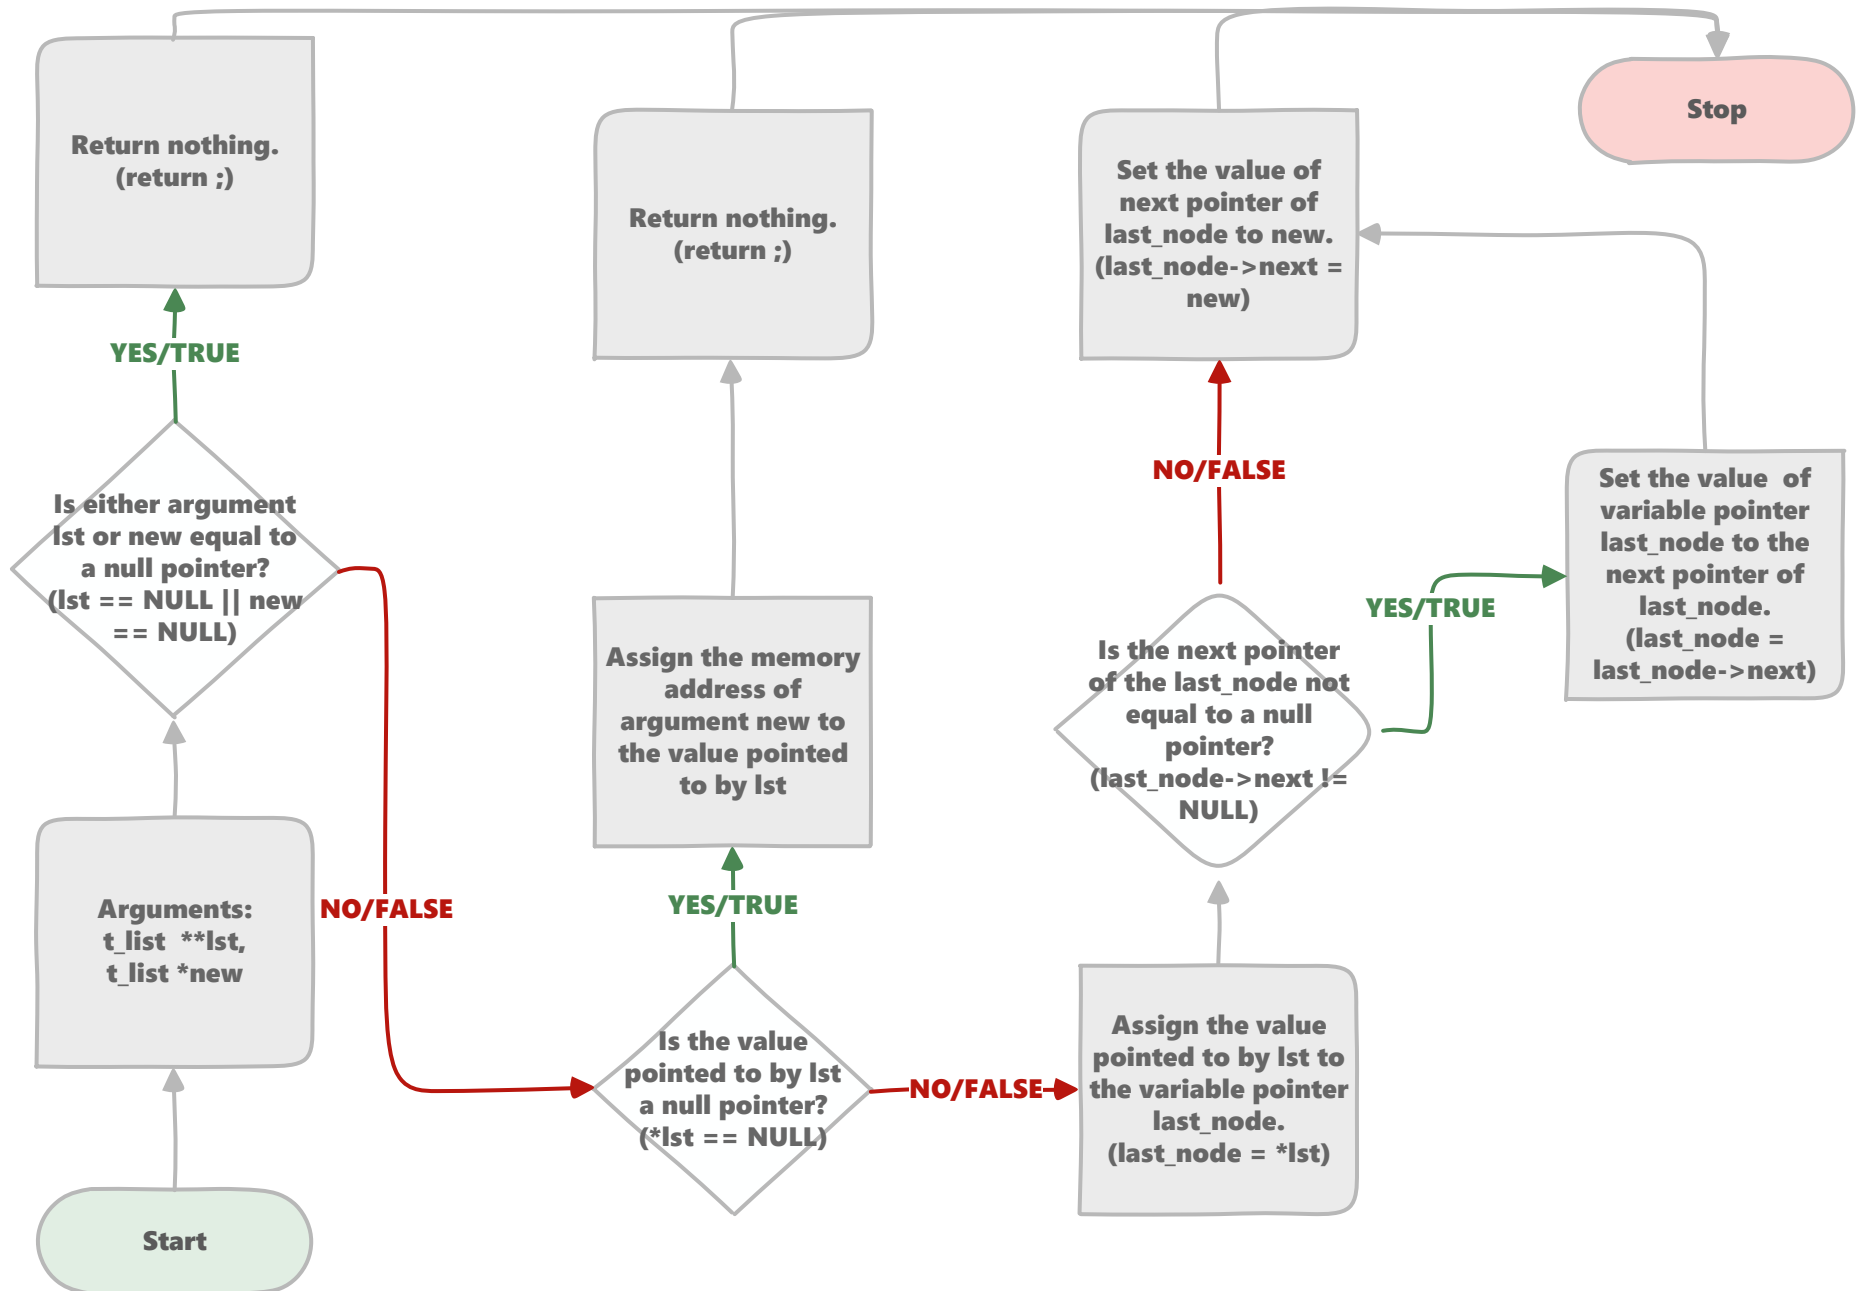 Return nothing.
(return ;)
YES/TRUE
Is either argument
lst or new equal to
a null pointer?
(lst == NULL || new
== NULL)
Arguments:
t_list  **lst,
t_list *new
Start
NO/FALSE
Return nothing.
(return ;)
Assign the memory
address of
argument new to
the value pointed
to by lst
YES/TRUE
Is the value
pointed to by lst
a null pointer?
(*lst == NULL)
NO/FALSE
Set the value of
next pointer of
last_node to new.
(last_node->next =
new)
NO/FALSE
Is the next pointer
of the last_node not
equal to a null
pointer?
(last_node->next !=
NULL)
Assign the value
pointed to by lst to
the variable pointer
last_node.
(last_node = *lst)
YES/TRUE
Stop
Set the value  of
variable pointer
last_node to the
next pointer of
last_node.
(last_node =
last_node->next)